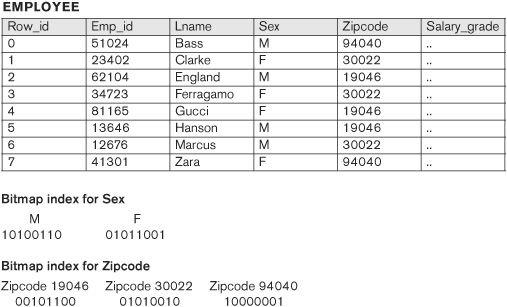 EMPLOYEE
Row_id Emp_id Lname Sex Zipcode Salary_grade
0 51024 Bass M 94040 ..
1 23402 Clarke F 30022 ..
2 62104 England M 19046 ..
3 34723 Ferragamo F 30022 ..
4 81165 Gucci F 19046 ..
5 13646 Hanson M 19046 ..
6 12676 Marcus M 30022 ..
7 41301 Zara F 94040 ..
Bitmap index for Sex
M F
10100110 01011001
Bitmap index for Zipcode
Zipcode 19046 Zipcode 30022 Zipcode 94040
00101100 01010010 10000001